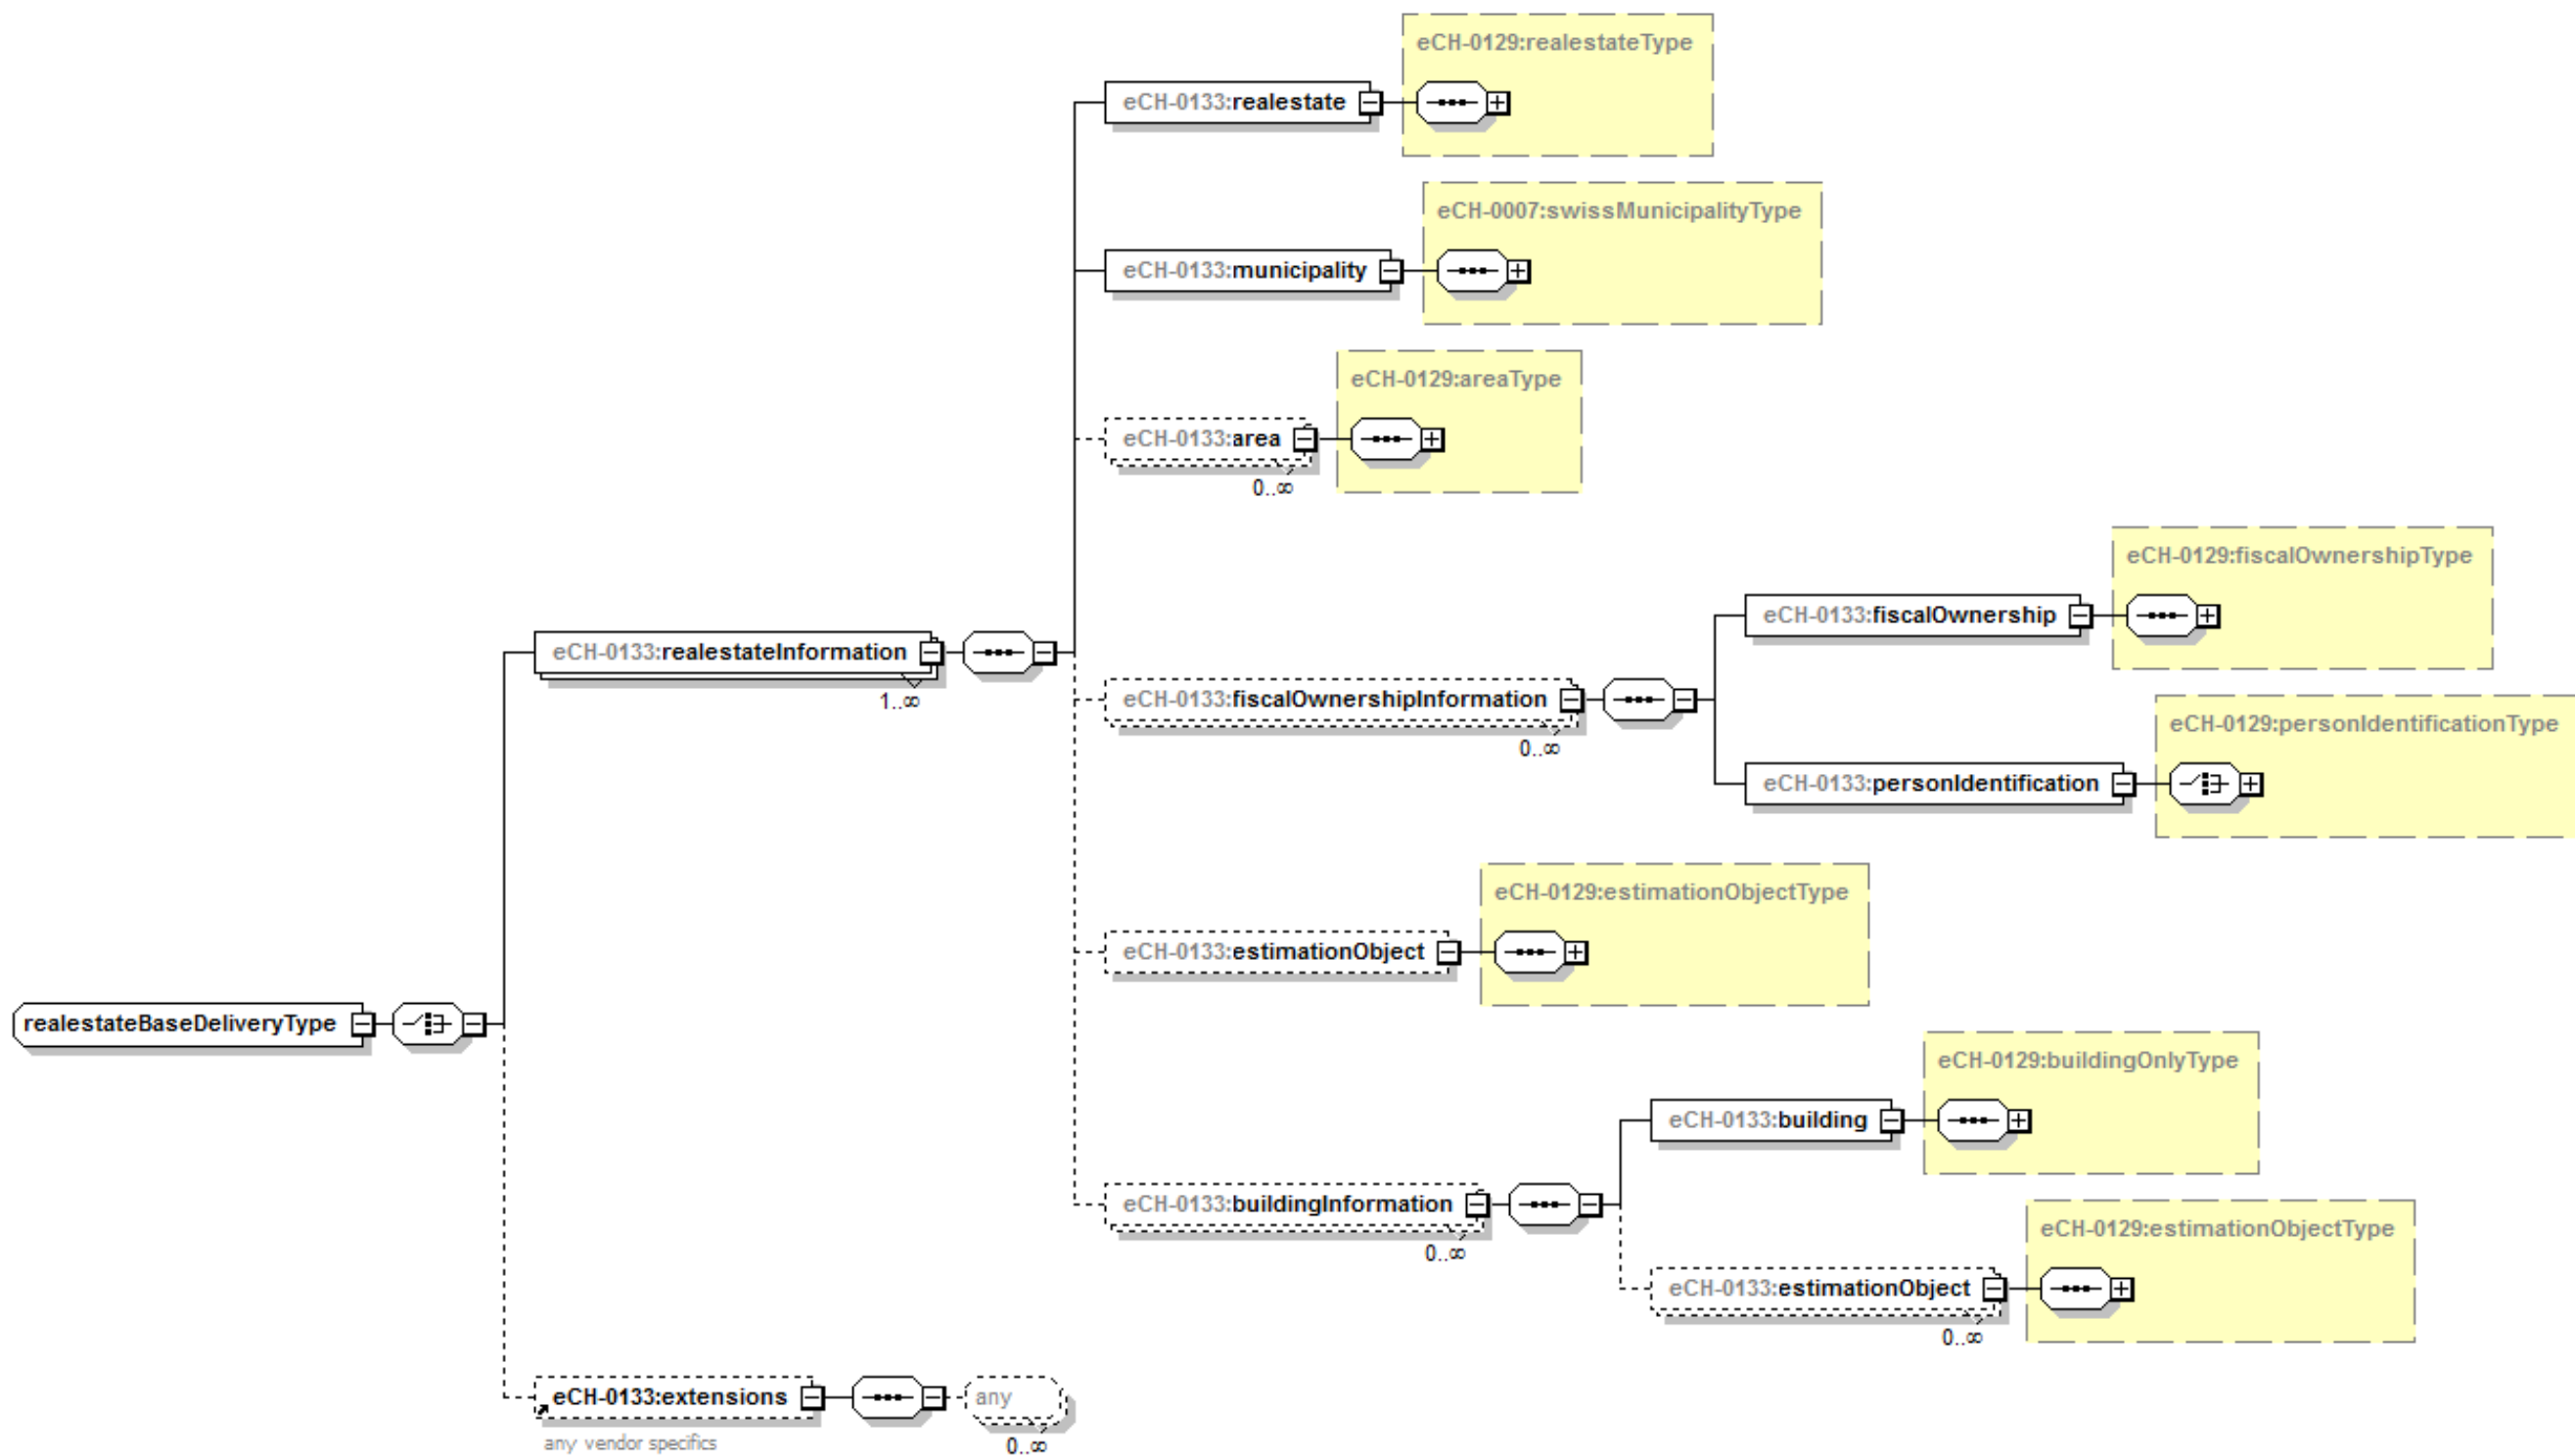 eCH-0129:realestateType
eCH-0133:realestate
eCH-0007:swissMunicipalityType
eCH-0133:municipality
eCH-0129:areaType
eCH-0133:area
0..∞
eCH-0129:fiscalOwnershipType
eCH-0133:fiscalOwnership
eCH-0133:realestateInformation
1..∞
eCH-0133:fiscalOwnershipInformation
0..∞
eCH-0129:personIdentificationType
eCH-0133:personIdentification
eCH-0129:estimationObjectType
eCH-0133:estimationObject
realestateBaseDeliveryType
eCH-0129:buildingOnlyType
eCH-0133:building
eCH-0133:buildingInformation
0..∞
eCH-0129:estimationObjectType
eCH-0133:estimationObject
0..∞
eCH-0133:extensions
any
0..∞
any vendor specifics